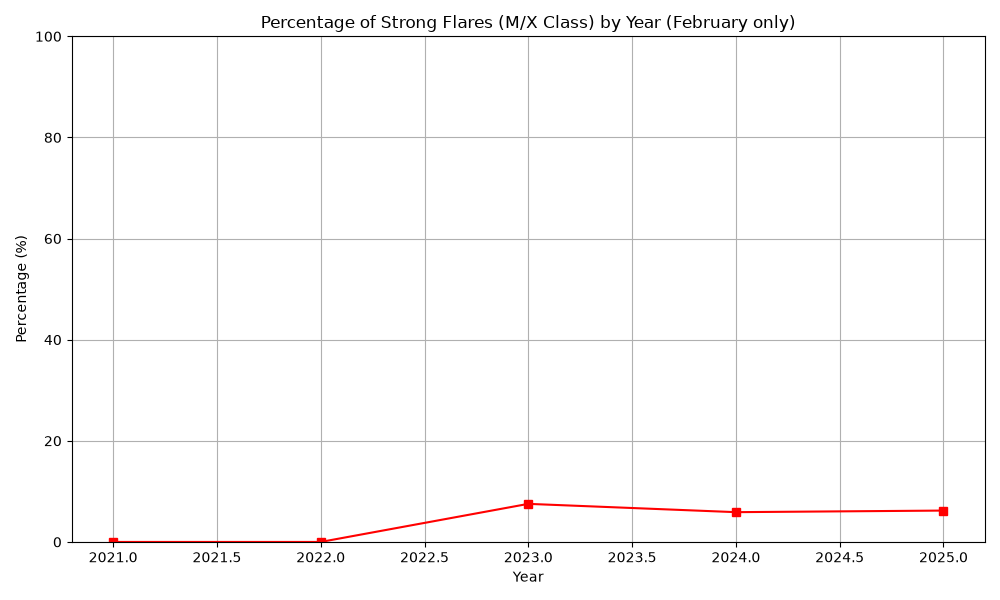 Percentage of Strong Flares (M/X Class) by Year (February only)
100
80
60
40
20
0
Percentage (%)
2021.0 2021.5 2022.0 2022.5 2023.0 2023.5 2024.0 2024.5 2025.0
Year